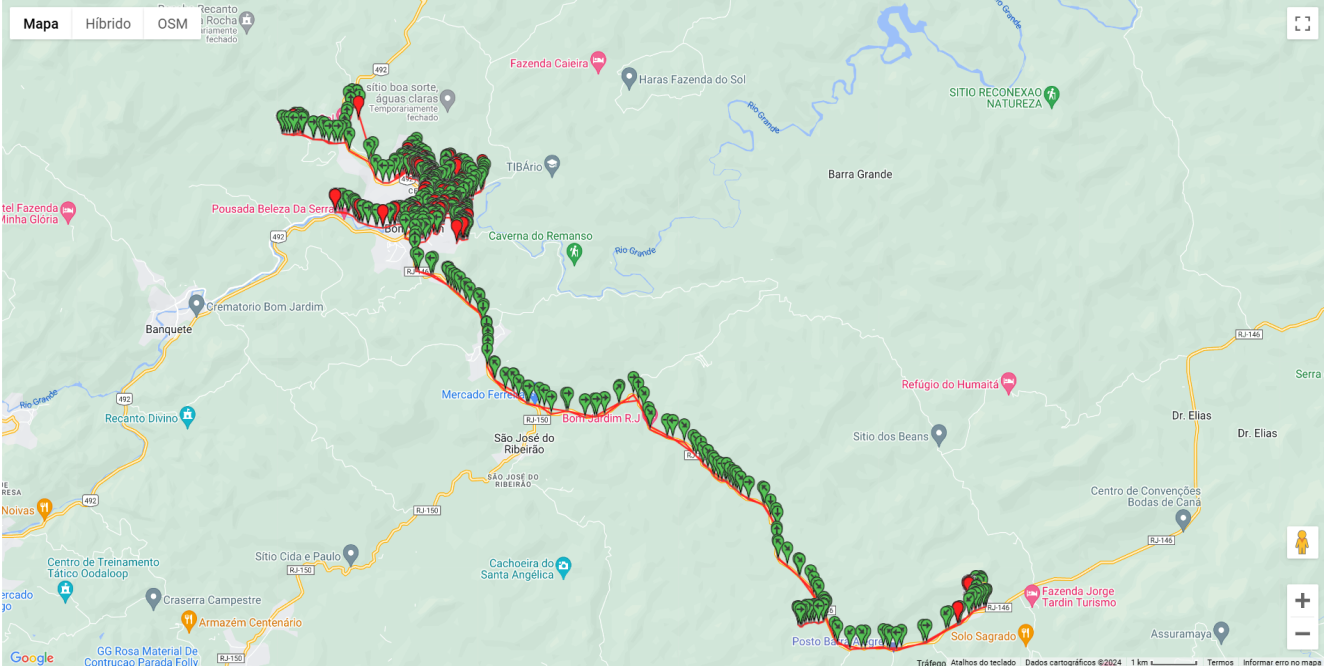 Mapa
Híbrido
OSM
Recanto
Rocha
fechado
492
Fazenda Caieira
Haras Fazenda do Sol
Rio Grande
sítio boa sorte,
águas claras
Temporariamente
fechado
SITIO RECONEXAO
NATUREZA
Rio Grande
TIBÁrio
Barra Grande
tel Fazenda
Minha Glória
Pousada Beleza Da Serra
492
Caverna do Remanso
Rio Grande
Crematorio Bom Jardim
Banquete
RJ-146
Rio Grande
492
Mercado Ferreira
Refúgio do Humaitá
Serra
Recanto Divino
RJ-150
Bom Jardim R.J
Dr. Elias
Dr. Elias
São José do
Ribeirão
Sitio dos Beans
SÃO JOSÉ DO
RIBEIRÃO
Noivas
492
RJ-150
Centro de Convenções
Bodas de Caná
RJ-146
Sítio Cida e Paulo
RJ-150
Centro de Treinamento
Tático Oodaloop
Cachoeira do
Santa Angélica
Craserra Campestre
Fazenda Jorge
Tardin Turismo
RJ-146
Armazém Centenário
Posto Barra Alegre
Solo Sagrado
Assuramaya
GG Rosa Material De
Contrucao Parada Folly
RJ-150
Google
Tráfego
Atalhos do teclado
Dados cartográficos ©2024
1 km
Termos
Informar erro no mapa